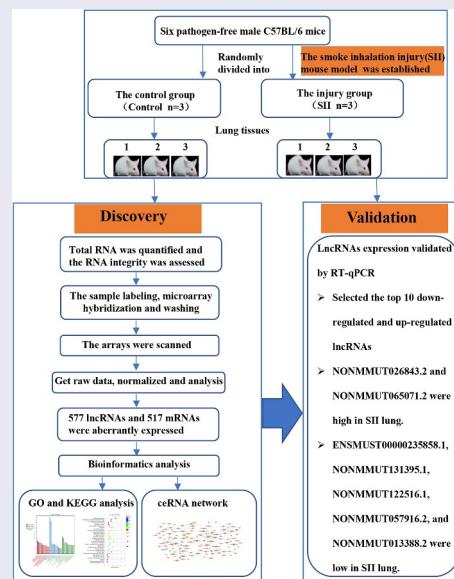 Six pathogen-free male C57BL/6 mice
Randomly
divided into
The smoke inhalation injury(SII)
mouse model was established
The control group
（Control n=3）
The injury group
（SII n=3）
Lung tissues
1 2 3
1 2 3
Discovery
Total RNA was quantified and
the RNA integrity was assessed
The sample labeling, microarray
hybridization and washing
The arrays were scanned
Get raw data, normalized and analysis
577 lncRNAs and 517 mRNAs
were aberrantly expressed
Bioinformatics analysis
GO and KEGG analysis
ceRNA network
Validation
LncRNAs expression validated
by RT-qPCR
➢ Selected the top 10 down-
regulated and up-regulated
lncRNAs
➢ NONMMUT026843.2 and
NONMMUT065071.2 were
high in SII lung.
➢ ENSMUST00000235858.1,
NONMMUT131395.1,
NONMMUT122516.1,
NONMMUT057916.2, and
NONMMUT013388.2 were
low in SII lung.